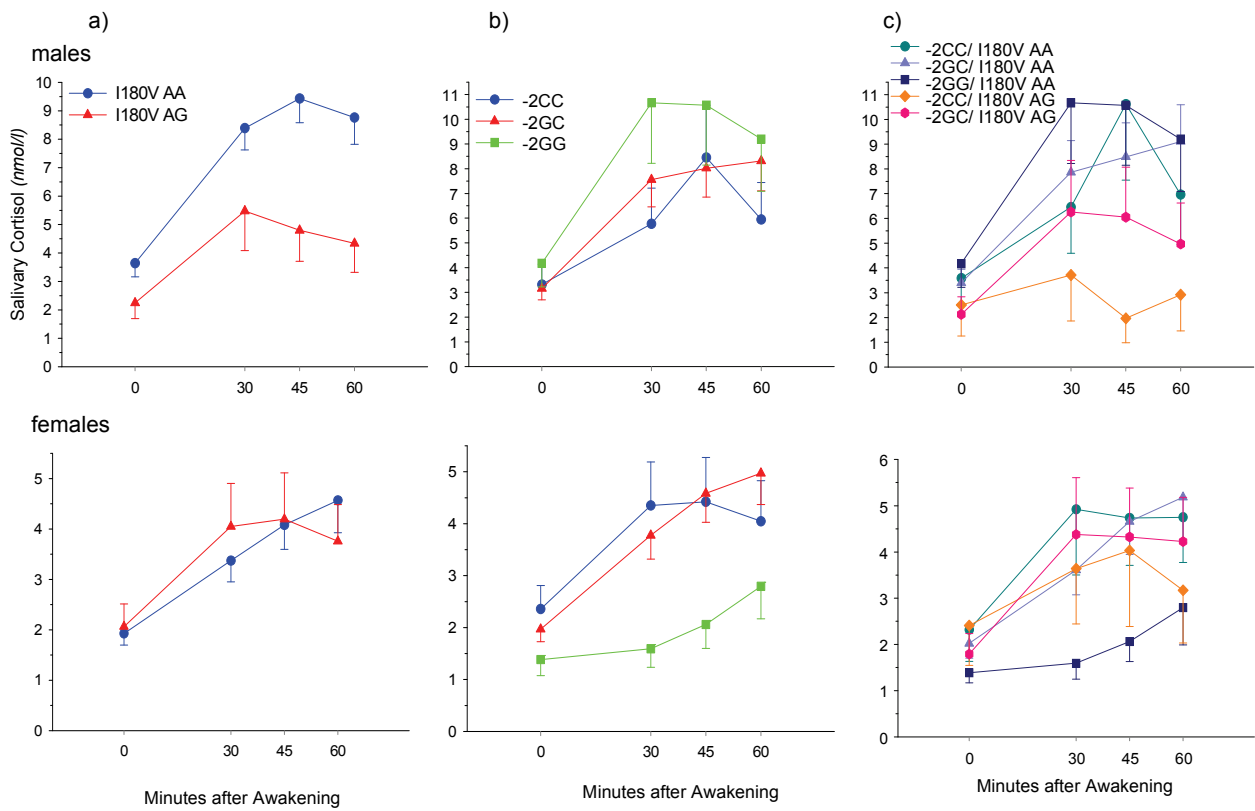 a)
b)
c)
males
I180V AA
I180V AG
-2CC
-2GC
-2GG
-2CC/ I180V AA
-2GC/ I180V AA
-2GG/ I180V AA
-2CC/ I180V AG
-2GC/ I180V AG
Salivary Cortisol (nmol/l)
10
9
8
7
6
5
4
3
2
1
0
0 30 45 60
11
10
9
8
7
6
5
4
3
2
1
0
0 30 45 60
11
10
9
8
7
6
5
4
3
2
1
0
0 30 45 60
females
5
4
3
2
1
0
0 30 45 60
Minutes after Awakening
5
4
3
2
1
0
0 30 45 60
Minutes after Awakening
6
5
4
3
2
1
0
0 30 45 60
Minutes after Awakening